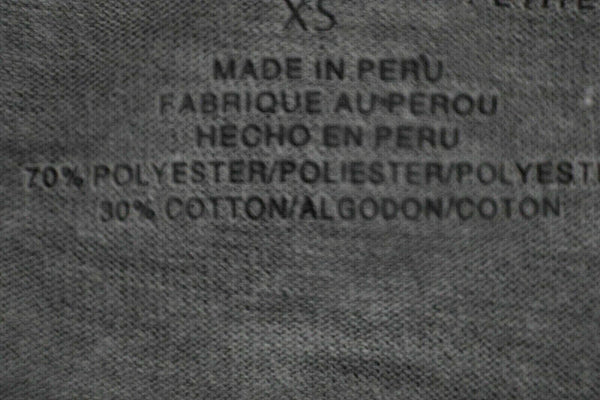 XS
MADE IN PERU
FABRIQUE AU PEROU
HECHO EN PERU
70% POLYESTER/POLIESTER/POLYEST
30% COTTON/ALGODON/COTON